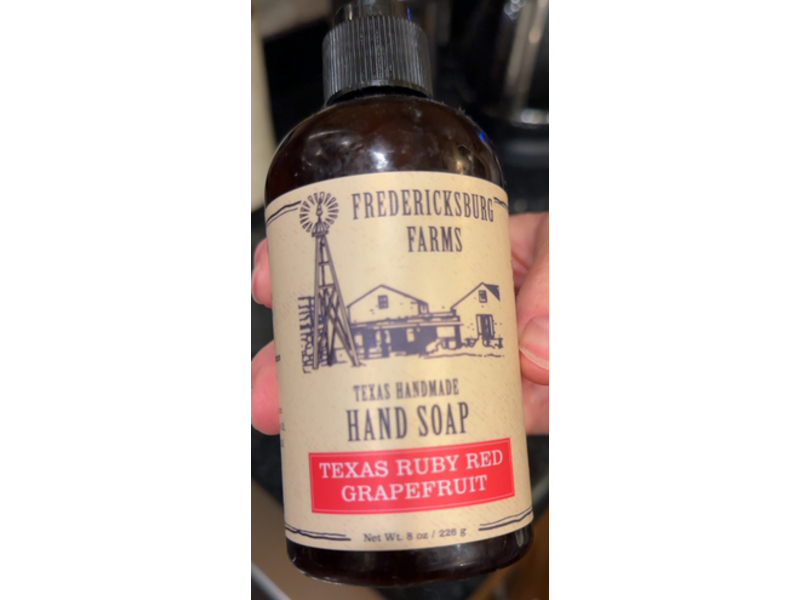 FREDERICKSBURG
FARMS
TEXAS HANDMADE
HAND SOAP
TEXAS RUBY RED
GRAPEFRUIT
Net Wt. 8 oz / 226 g